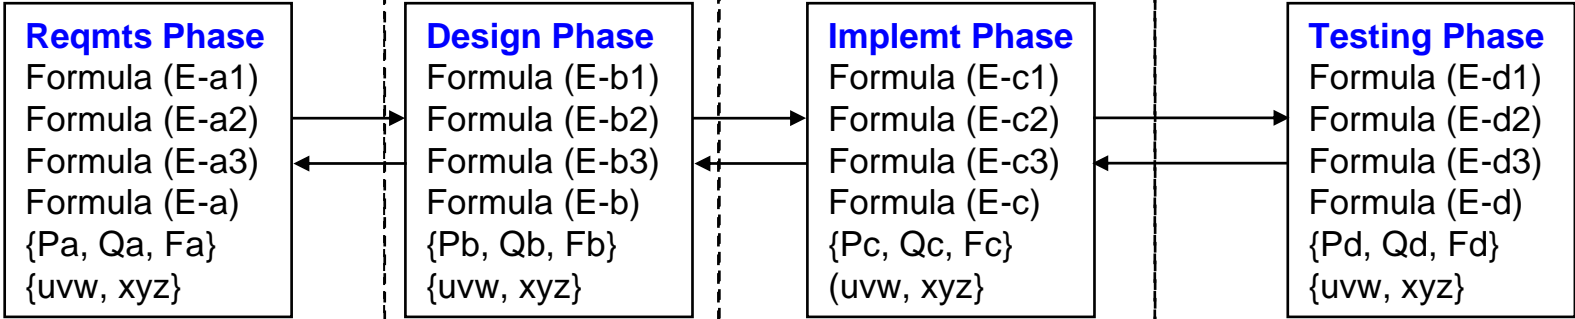 Reqmts Phase
Formula (E-a1)
Formula (E-a2)
Formula (E-a3)
Formula (E-a)
{Pa, Qa, Fa}
{uvw, xyz}
Design Phase
Formula (E-b1)
Formula (E-b2)
Formula (E-b3)
Formula (E-b)
{Pb, Qb, Fb}
{uvw, xyz}
Implemt Phase
Formula (E-c1)
Formula (E-c2)
Formula (E-c3)
Formula (E-c)
{Pc, Qc, Fc}
(uvw, xyz}
Testing Phase
Formula (E-d1)
Formula (E-d2)
Formula (E-d3)
Formula (E-d)
{Pd, Qd, Fd}
{uvw, xyz}